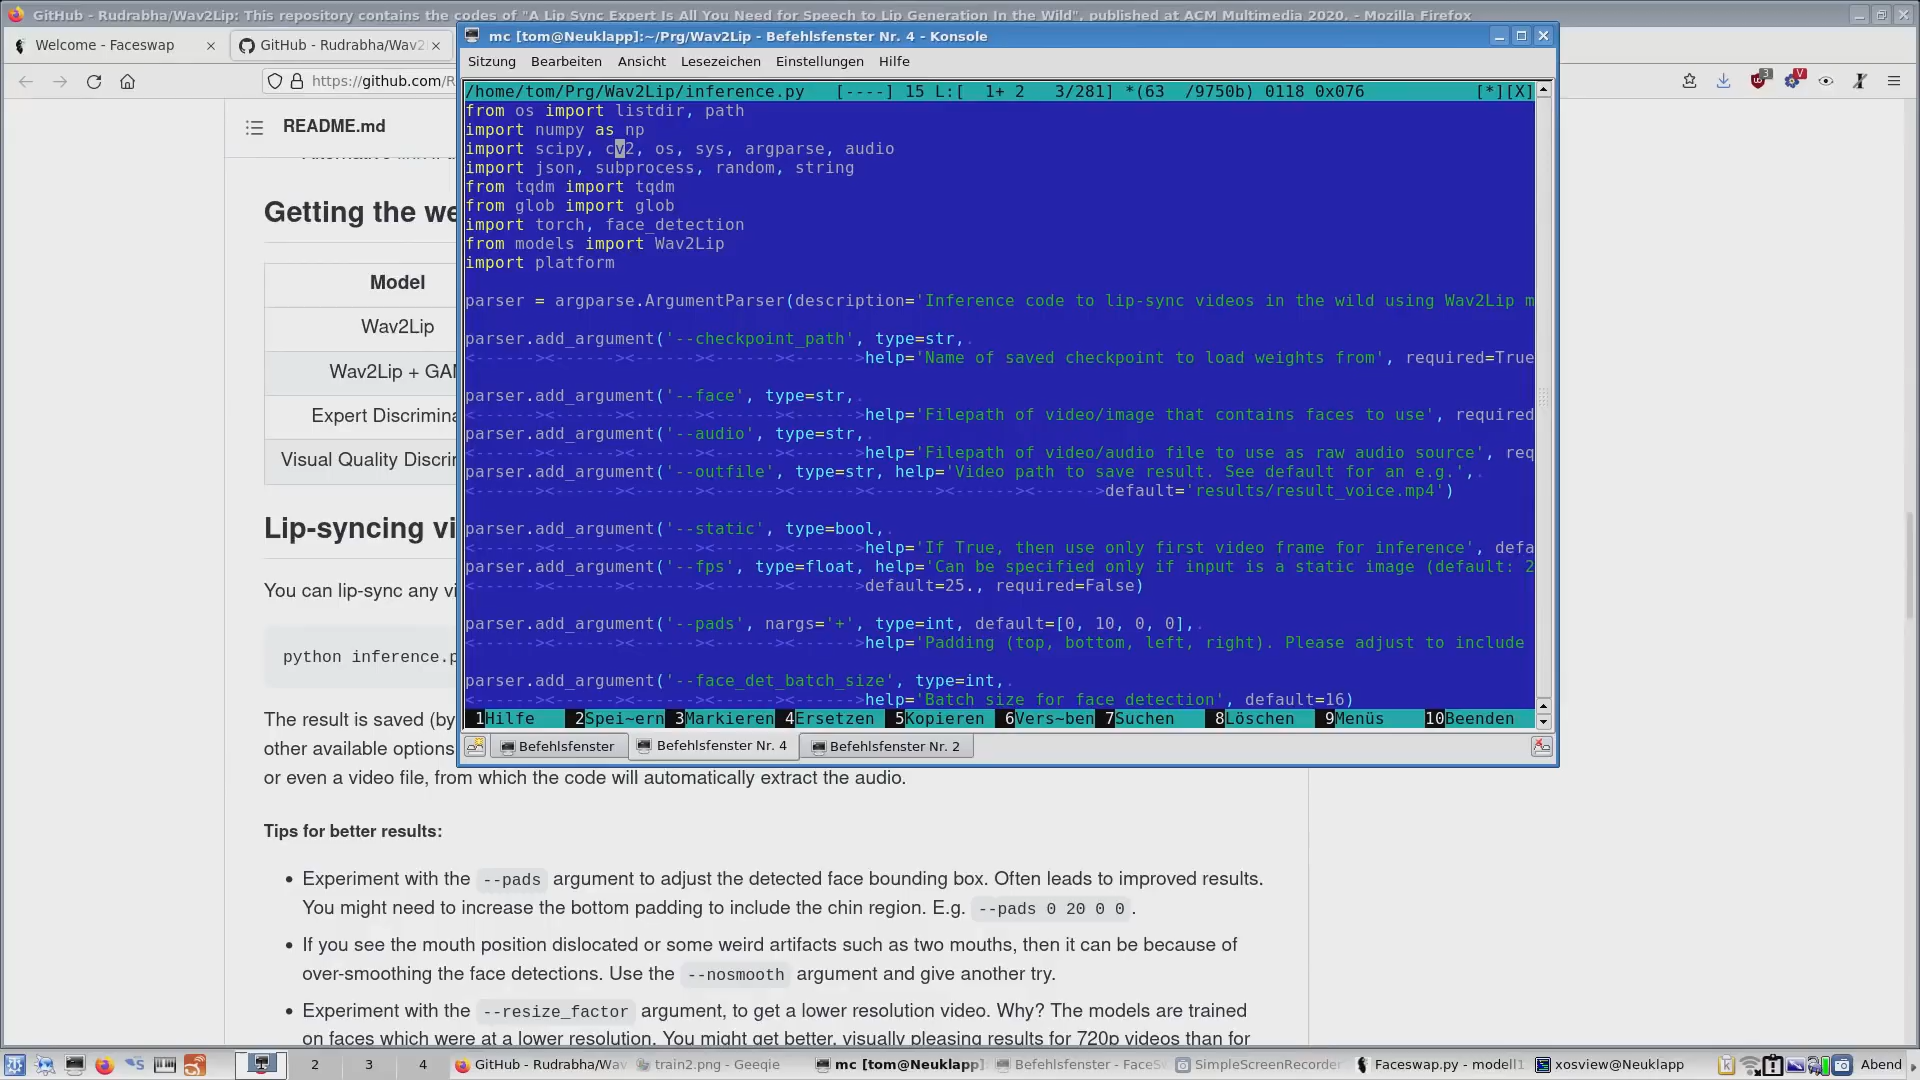 GitHub - Rudrabha/Wav2Lip: This repository contains the codes of "A Lip Sync Expert Is All You Need for Speech to Lip Generation In the Wild", published at ACM Multimedia 2020. - Mozilla Firefox
Welcome - Faceswap
GitHub - Rudrabha/Wav2
https://github.com/R
3
V
README.md
Getting the we
Model
Wav2Lip
Wav2Lip + GAN
Expert Discrimina
Visual Quality Discrim
Lip-syncing vi
You can lip-sync any vi
python inference.p
The result is saved (by
other available options
or even a video file, from which the code will automatically extract the audio.
Tips for better results:
• Experiment with the --pads argument to adjust the detected face bounding box. Often leads to improved results.
You might need to increase the bottom padding to include the chin region. E.g. --pads 0 20 0 0 .
• If you see the mouth position dislocated or some weird artifacts such as two mouths, then it can be because of
over-smoothing the face detections. Use the --nosmooth argument and give another try.
• Experiment with the --resize_factor argument, to get a lower resolution video. Why? The models are trained
on faces which were at a lower resolution. You might get better, visually pleasing results for 720p videos than for
mc [tom@Neuklapp]:~/Prg/Wav2Lip - Befehlsfenster Nr. 4 - Konsole
Sitzung Bearbeiten Ansicht Lesezeichen Einstellungen Hilfe
/home/tom/Prg/Wav2Lip/inference.py [----] 15 L:[ 1+ 2 3/281] *(63 /9750b) 0118 0x076 [*][X]
from os import listdir, path
import numpy as np
import scipy, cv2, os, sys, argparse, audio
import json, subprocess, random, string
from tqdm import tqdm
from glob import glob
import torch, face_detection
from models import Wav2Lip
import platform
parser = argparse.ArgumentParser(description='Inference code to lip-sync videos in the wild using Wav2Lip m
parser.add_argument('--checkpoint_path', type=str,.
<------><------><------><------><------>help='Name of saved checkpoint to load weights from', required=True
parser.add_argument('--face', type=str,.
<------><------><------><------><------>help='Filepath of video/image that contains faces to use', required
parser.add_argument('--audio', type=str,.
<------><------><------><------><------>help='Filepath of video/audio file to use as raw audio source', req
parser.add_argument('--outfile', type=str, help='Video path to save result. See default for an e.g.',.
<------><------><------><------><------><------><------><------>default='results/result_voice.mp4')
parser.add_argument('--static', type=bool,.
<------><------><------><------><------>help='If True, then use only first video frame for inference', defa
parser.add_argument('--fps', type=float, help='Can be specified only if input is a static image (default: 2
<------><------><------><------><------>default=25., required=False)
parser.add_argument('--pads', nargs='+', type=int, default=[0, 10, 0, 0],.
<------><------><------><------><------>help='Padding (top, bottom, left, right). Please adjust to include
parser.add_argument('--face_det_batch_size', type=int,.
<------><------><------><------><------>help='Batch size for face detection', default=16)
1Hilfe 2Spei~ern 3Markieren 4Ersetzen 5Kopieren 6Vers~ben 7Suchen 8Löschen 9Menüs 10Beenden
Befehlsfenster Befehlsfenster Nr. 4 Befehlsfenster Nr. 2
2 3 4 GitHub - Rudrabha/Wav train2.png - Geeqie mc [tom@Neuklapp] Befehlsfenster - FaceS SimpleScreenRecorder Faceswap.py - modell1 xosview@Neuklapp Abend